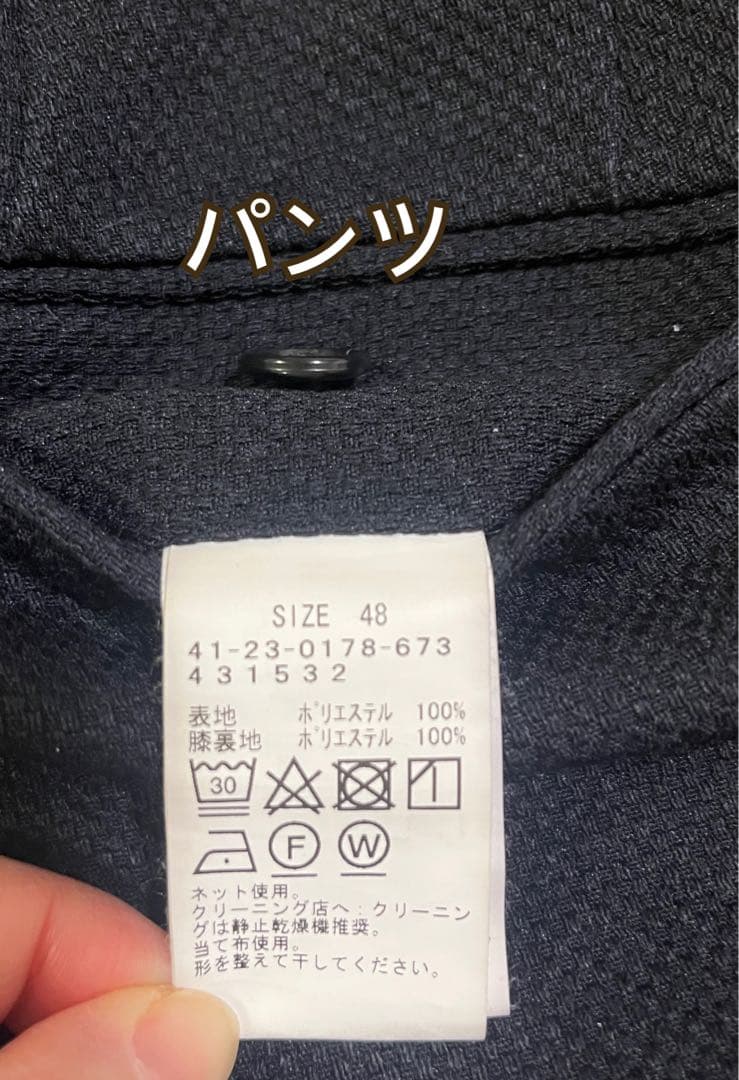 パンツ
SIZE 48
41-23-0178-673
431532
表地 ポリエステル 100%
膝裏地 ポリエステル 100%
30
F W
ネット使用。
クリーニング店へ：クリーニン
グは静止乾燥機推奨。
当て布使用。
形を整えて干してください。